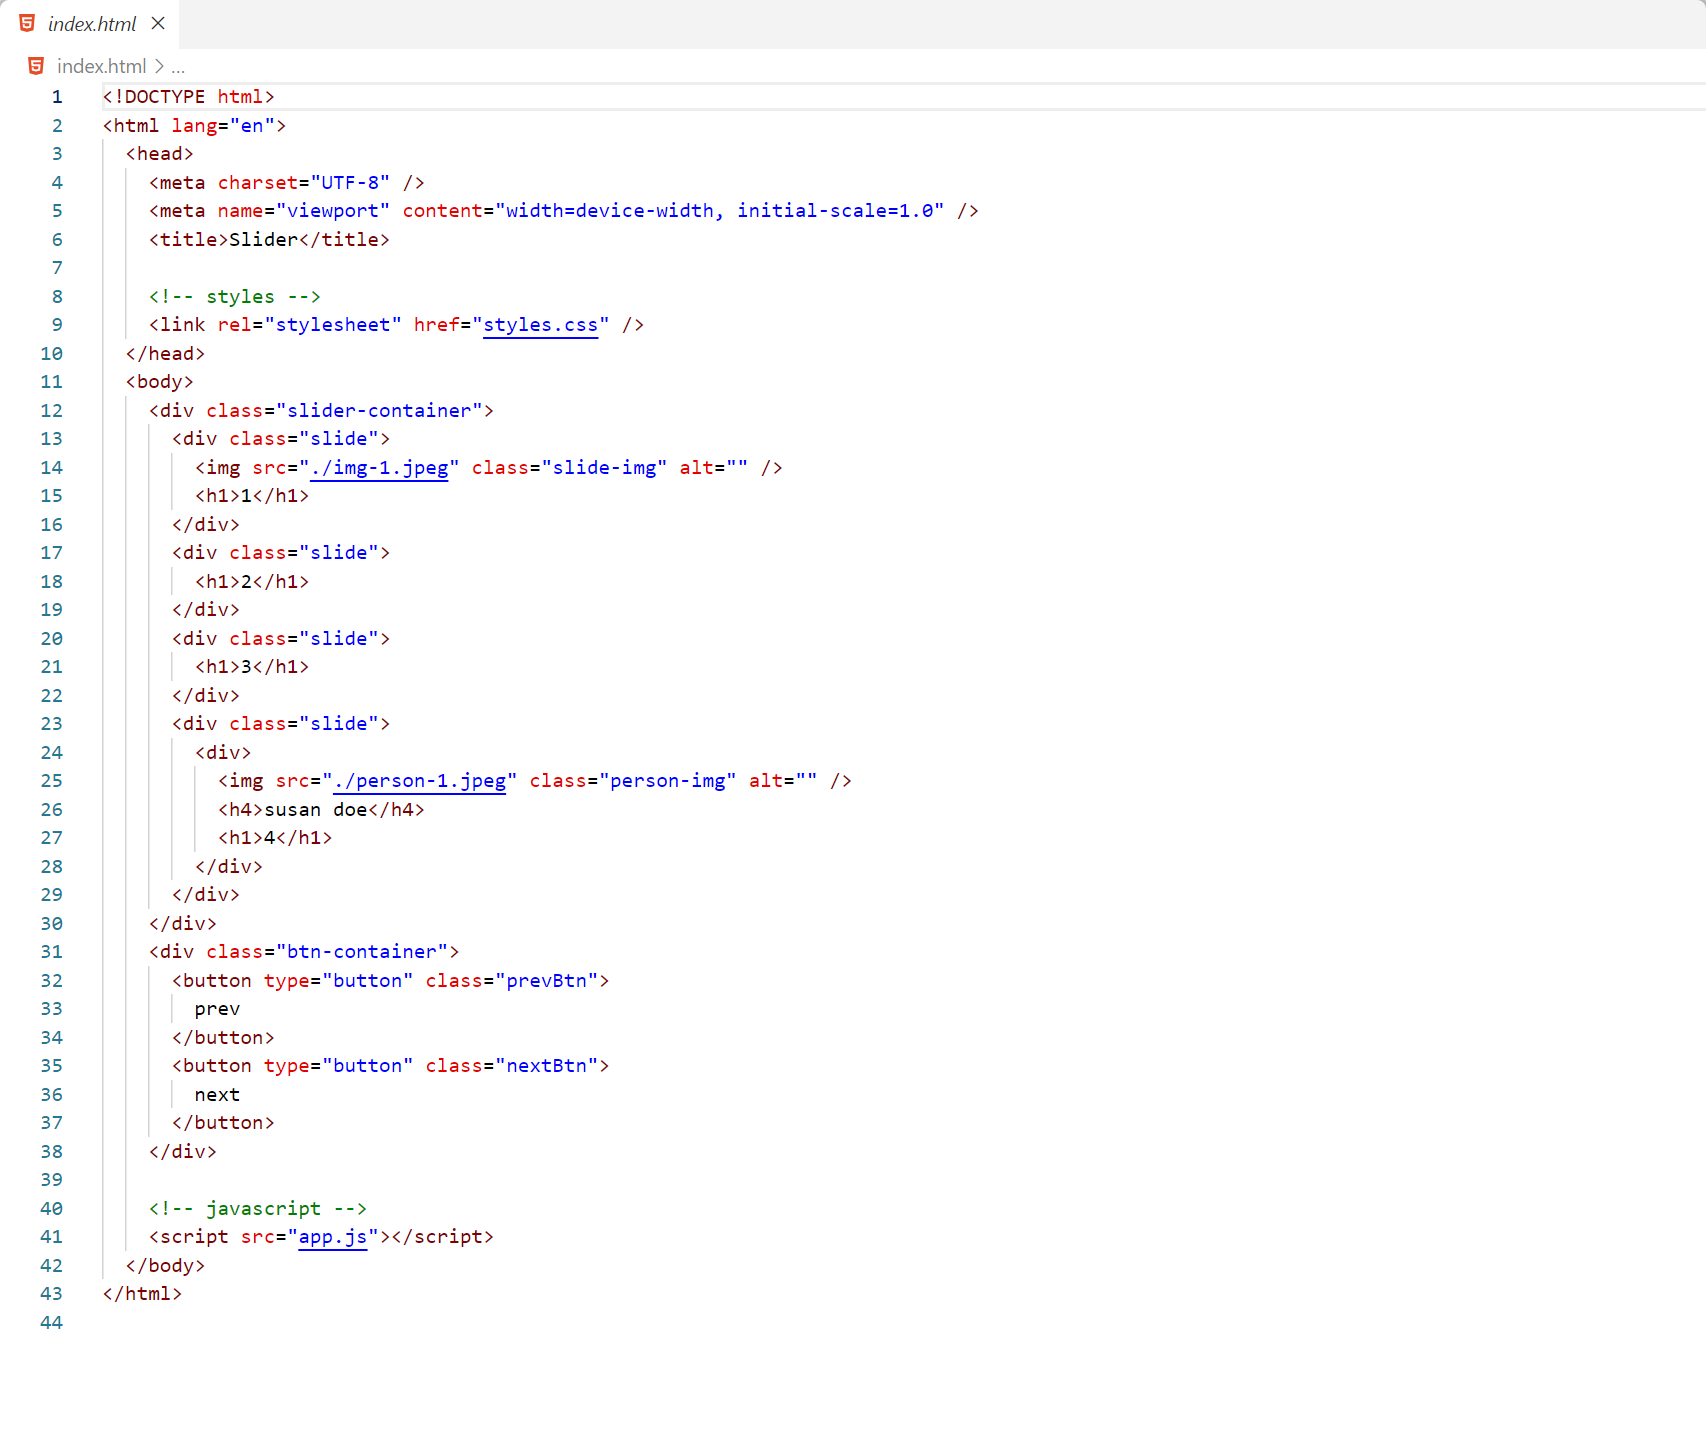 index.html
index.html > ...
1 <!DOCTYPE html>
2 <html lang="en">
3   <head>
4     <meta charset="UTF-8" />
5     <meta name="viewport" content="width=device-width, initial-scale=1.0" />
6     <title>Slider</title>
7
8     <!-- styles -->
9     <link rel="stylesheet" href="styles.css" />
10   </head>
11   <body>
12     <div class="slider-container">
13       <div class="slide">
14         <img src="./img-1.jpeg" class="slide-img" alt="" />
15         <h1>1</h1>
16       </div>
17       <div class="slide">
18         <h1>2</h1>
19       </div>
20       <div class="slide">
21         <h1>3</h1>
22       </div>
23       <div class="slide">
24         <div>
25           <img src="./person-1.jpeg" class="person-img" alt="" />
26           <h4>susan doe</h4>
27           <h1>4</h1>
28         </div>
29       </div>
30     </div>
31     <div class="btn-container">
32       <button type="button" class="prevBtn">
33         prev
34       </button>
35       <button type="button" class="nextBtn">
36         next
37       </button>
38     </div>
39
40     <!-- javascript -->
41     <script src="app.js"></script>
42   </body>
43 </html>
44